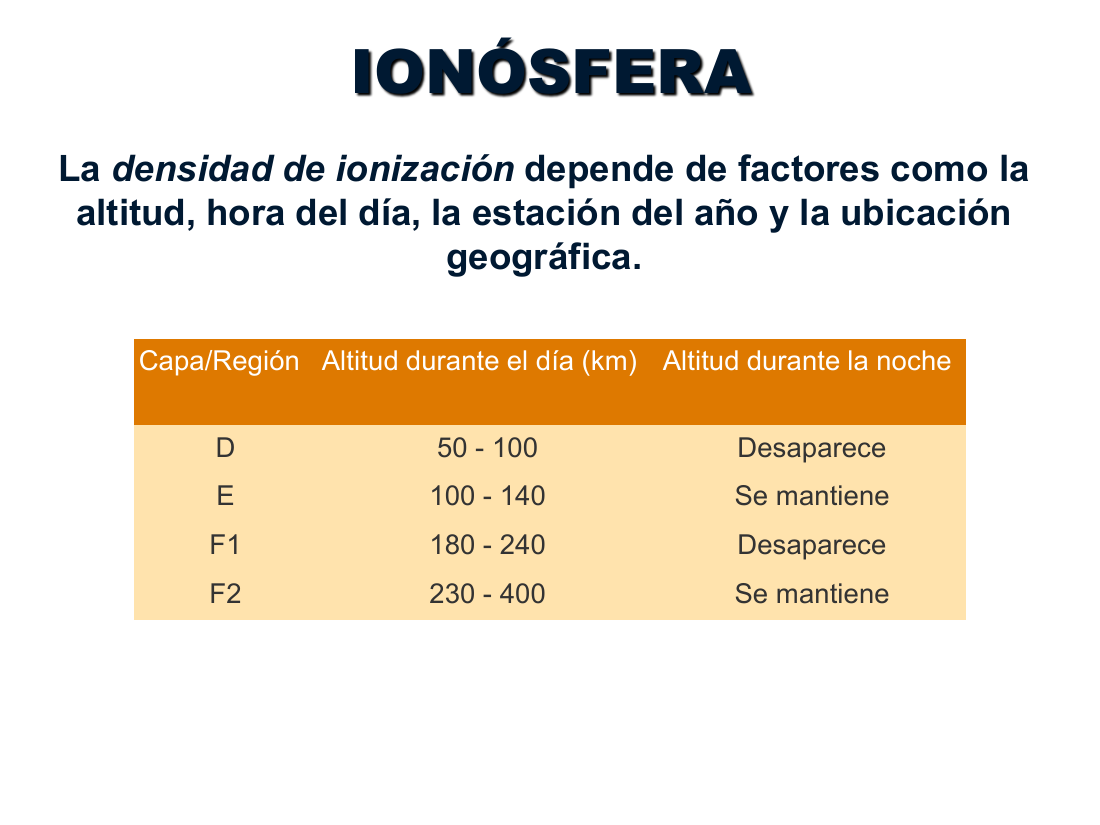 IONÓSFERA
La densidad de ionización depende de factores como la
altitud, hora del día, la estación del año y la ubicación
geográfica.
Capa/Región Altitud durante el día (km) Altitud durante la noche
D 50 - 100 Desaparece
E 100 - 140 Se mantiene
F1 180 - 240 Desaparece
F2 230 - 400 Se mantiene